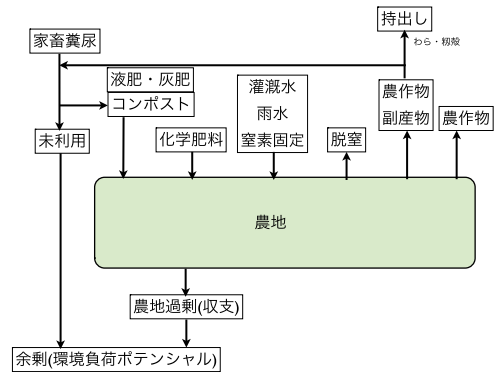 持出し
わら・籾殻
家畜糞尿
液肥・灰肥
コンポスト
灌漑水
雨水
窒素固定
農作物
副産物
農作物
未利用
化学肥料
脱窒
農地
農地過剰(収支)
余剰(環境負荷ポテンシャル)